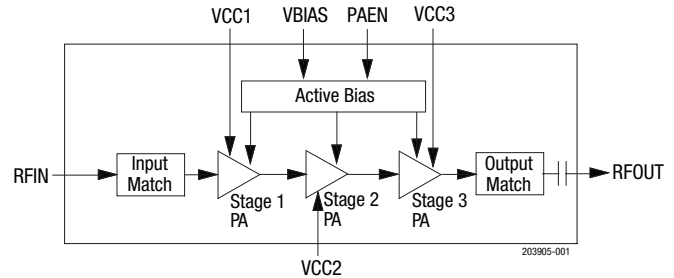 VCC1 VBIAS PAEN VCC3
Active Bias
RFIN
Input
Match
Stage 1
PA
Stage 2
PA
Stage 3
PA
Output
Match
RFOUT
203905-001
VCC2